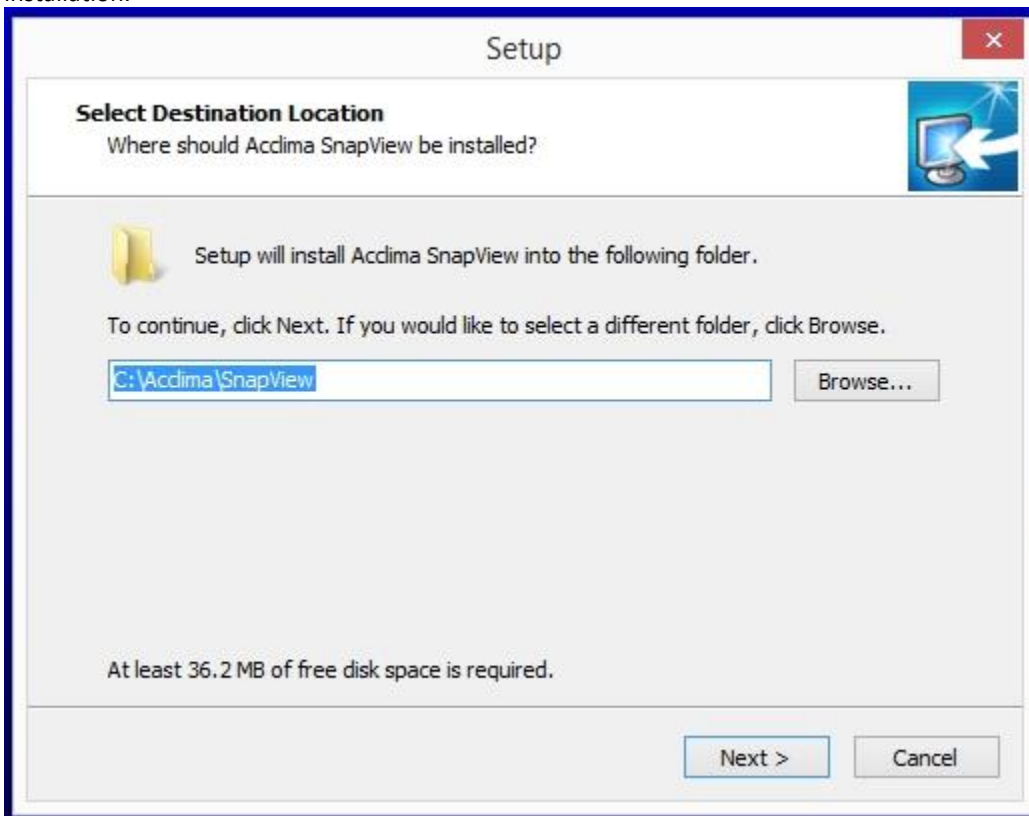 installation.
Setup
Select Destination Location
Where should Acclima SnapView be installed?
Setup will install Acclima SnapView into the following folder.
To continue, click Next. If you would like to select a different folder, click Browse.
C:\Acclima\SnapView
Browse...
At least 36.2 MB of free disk space is required.
Next >
Cancel